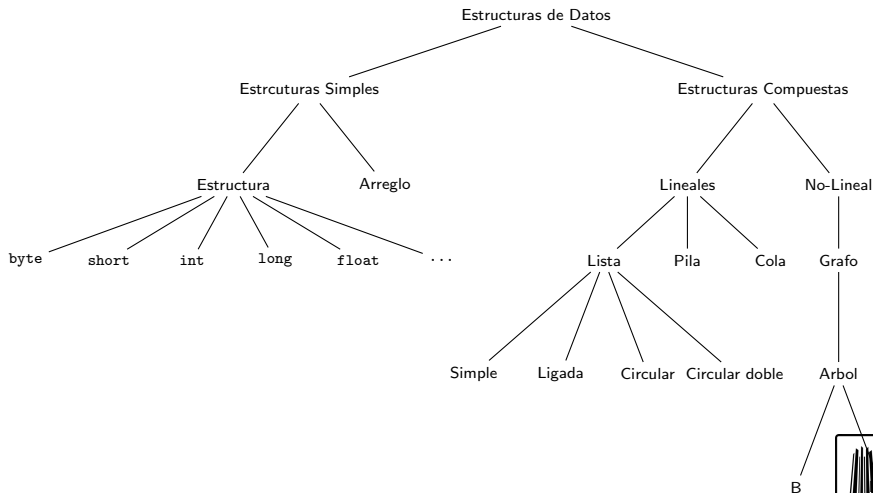 Estructuras de Datos
Estrcuturas Simples Estructuras Compuestas
Estructura Arreglo Lineales No-Lineal
byte short int long float ... Lista Pila Cola Grafo
Simple Ligada Circular Circular doble Arbol
B